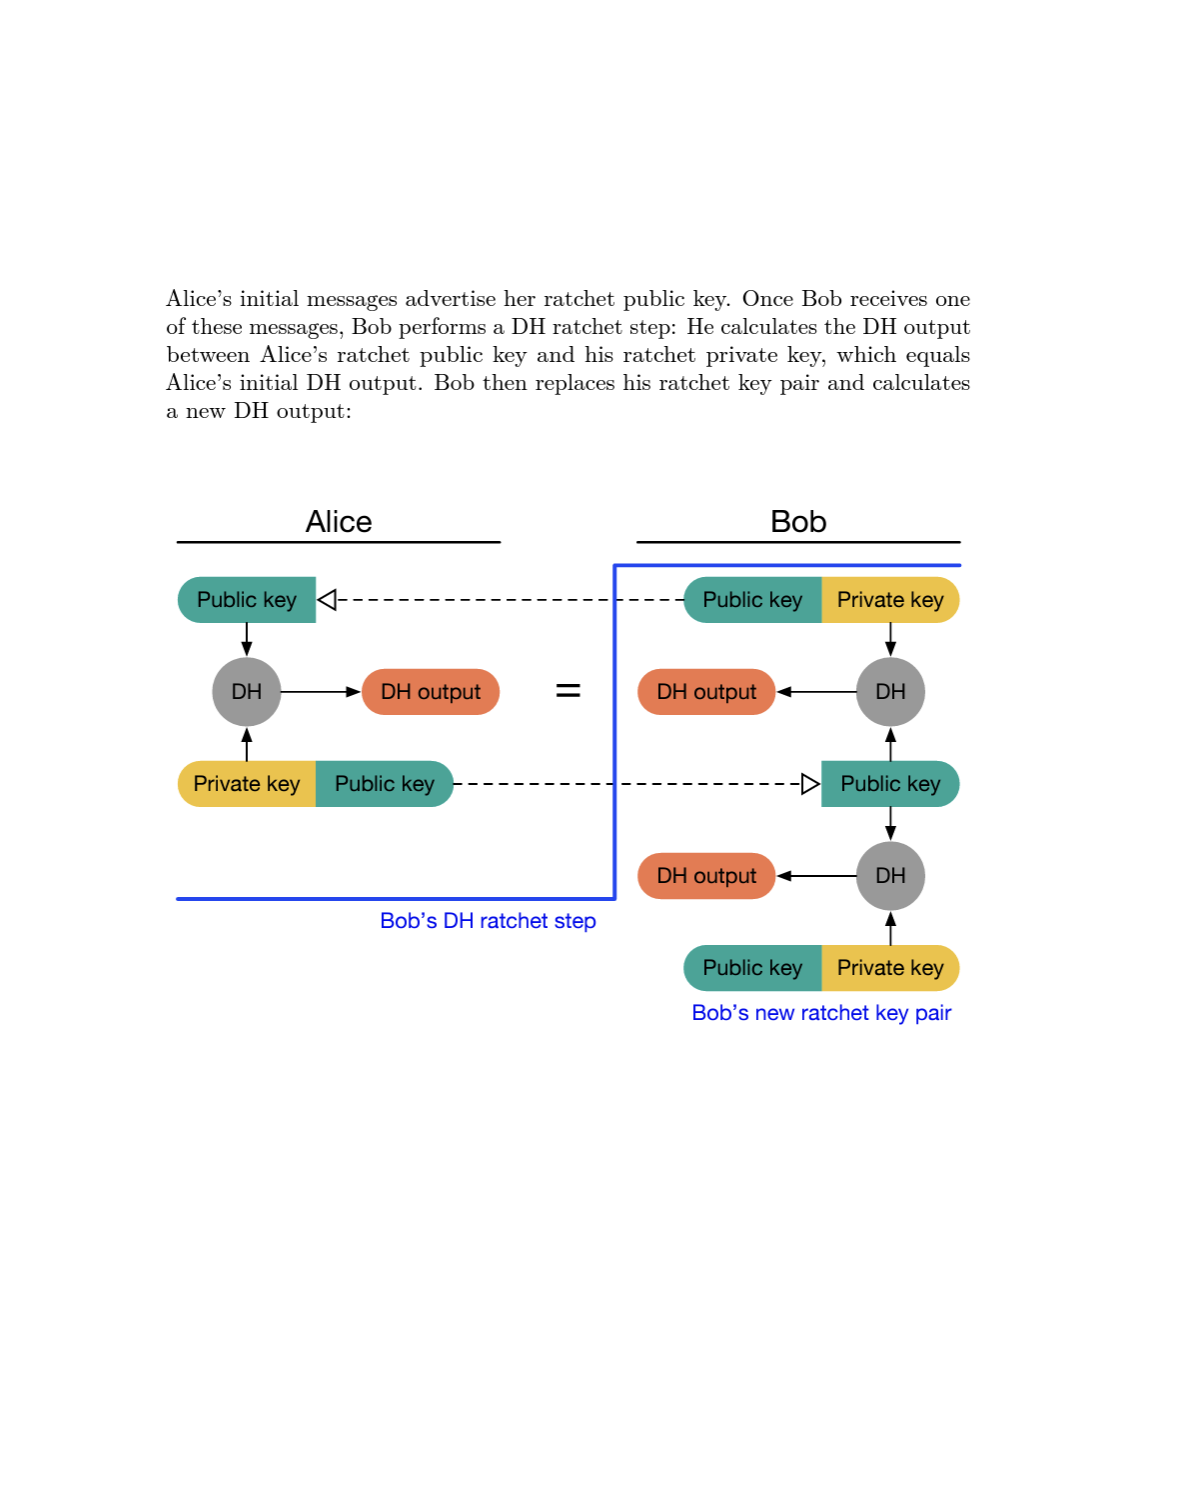 Alice's initial messages advertise her ratchet public key. Once Bob receives one
of these messages, Bob performs a DH ratchet step: He calculates the DH output
between Alice's ratchet public key and his ratchet private key, which equals
Alice's initial DH output. Bob then replaces his ratchet key pair and calculates
a new DH output:
Alice
Bob
Public key
Public key
Private key
DH
DH output
=
DH output
DH
Private key
Public key
Public key
DH output
DH
Bob's DH ratchet step
Public key
Private key
Bob's new ratchet key pair